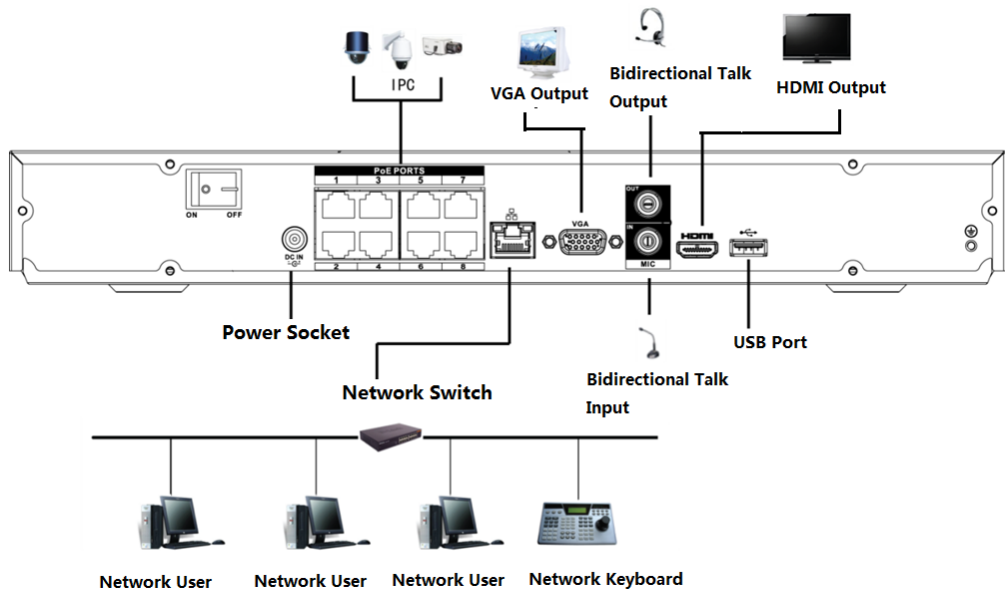 IPC
VGA Output
Bidirectional Talk
Output
HDMI Output
PoE PORTS
1 3 5 7
ON OFF
DC IN
2 4 6 8
VGA
OUT
IN
MIC
HDMI
Power Socket
Network Switch
Bidirectional Talk
Input
USB Port
Network User
Network User
Network User
Network Keyboard